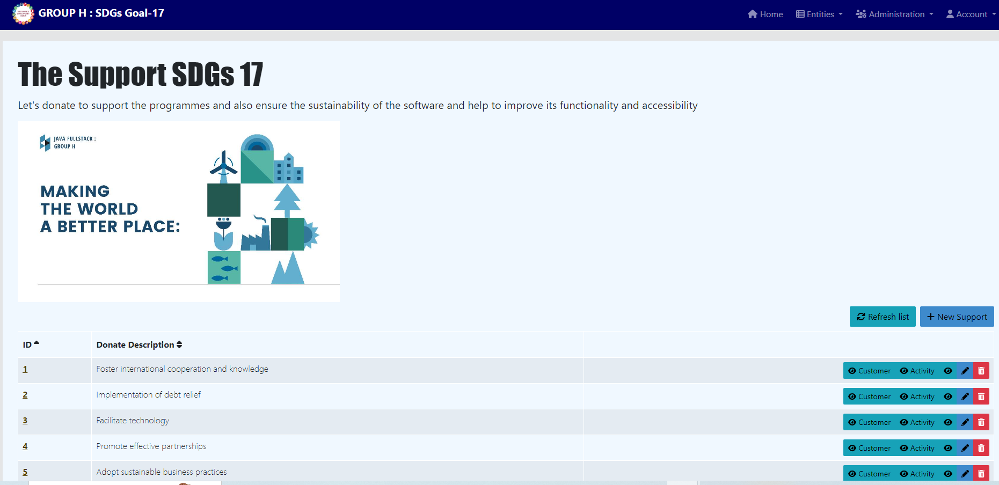 GROUP H : SDGs Goal-17
Home Entities Administration Account
The Support SDGs 17
Let's donate to support the programmes and also ensure the sustainability of the software and help to improve its functionality and accessibility
JAVA FULLSTACK :
GROUP H
MAKING
THE WORLD
A BETTER PLACE:
Refresh list New Support
ID Donate Description
1 Foster international cooperation and knowledge Customer Activity
2 Implementation of debt relief Customer Activity
3 Facilitate technology Customer Activity
4 Promote effective partnerships Customer Activity
5 Adopt sustainable business practices Customer Activity